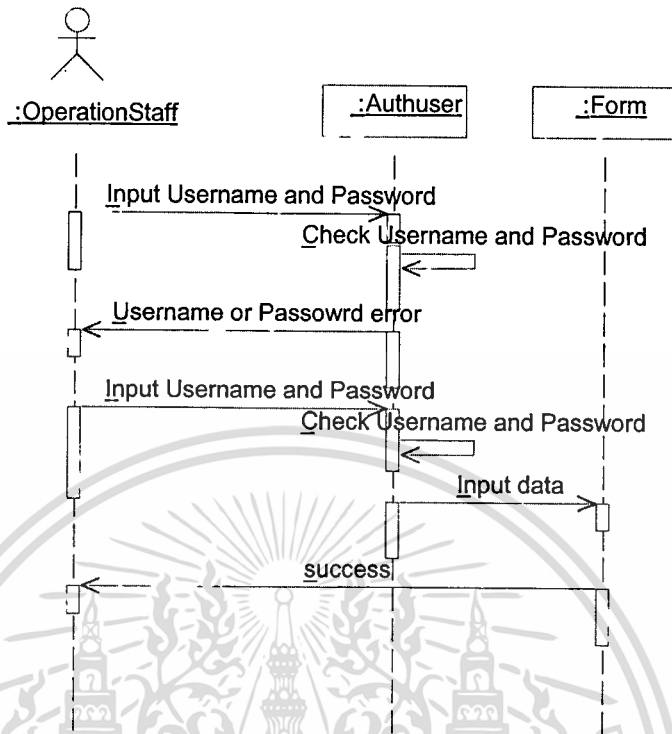 :OperationStaff
:Authuser
:Form
Input Username and Password
Check Username and Password
Username or Passowrd error
Input Username and Password
Check Username and Password
Input data
success